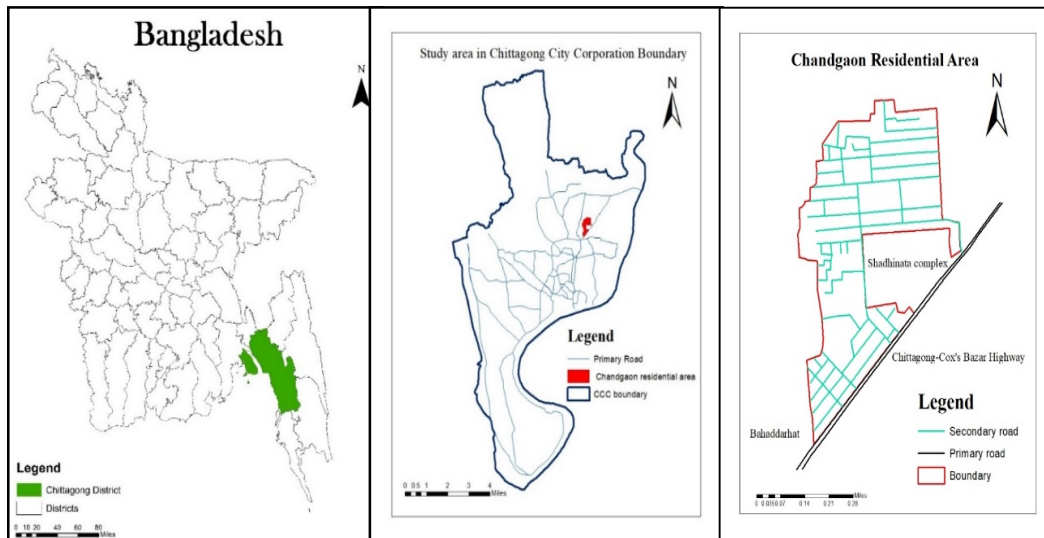 Bangladesh
N
Legend
Chittagong District
Districts
0 10 20 40 60 80
Miles
Study area in Chittagong City Corporation Boundary
N
Legend
Primary Road
Chandgaon residential area
CCC boundary
0 0.5 1 2 3 4
Miles
Chandgaon Residential Area
N
Shadhinata complex
Chittagong-Cox's Bazar Highway
Bahaddarhat
Legend
Secondary road
Primary road
Boundary
0.14 0.21 0.28
Miles